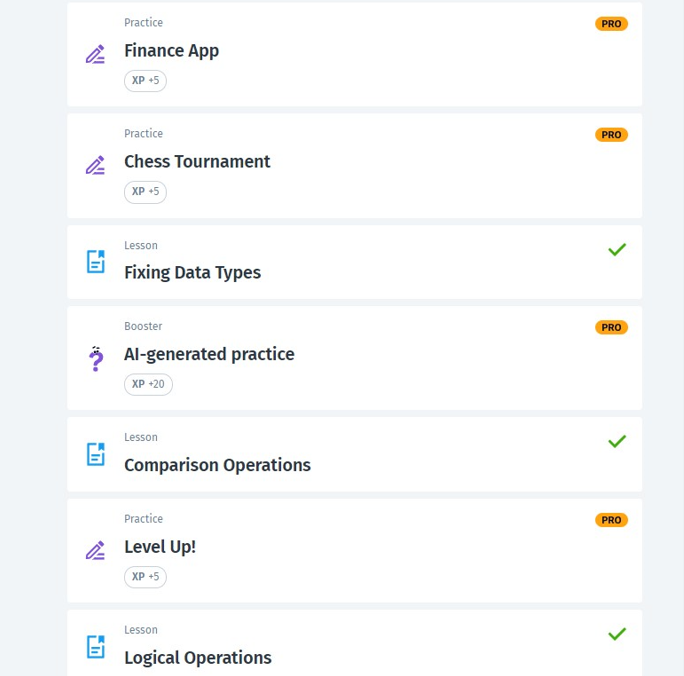 Practice
PRO
Finance App
XP +5
Practice
PRO
Chess Tournament
XP +5
Lesson
Fixing Data Types
Booster
PRO
AI-generated practice
XP +20
Lesson
Comparison Operations
Practice
PRO
Level Up!
XP +5
Lesson
Logical Operations